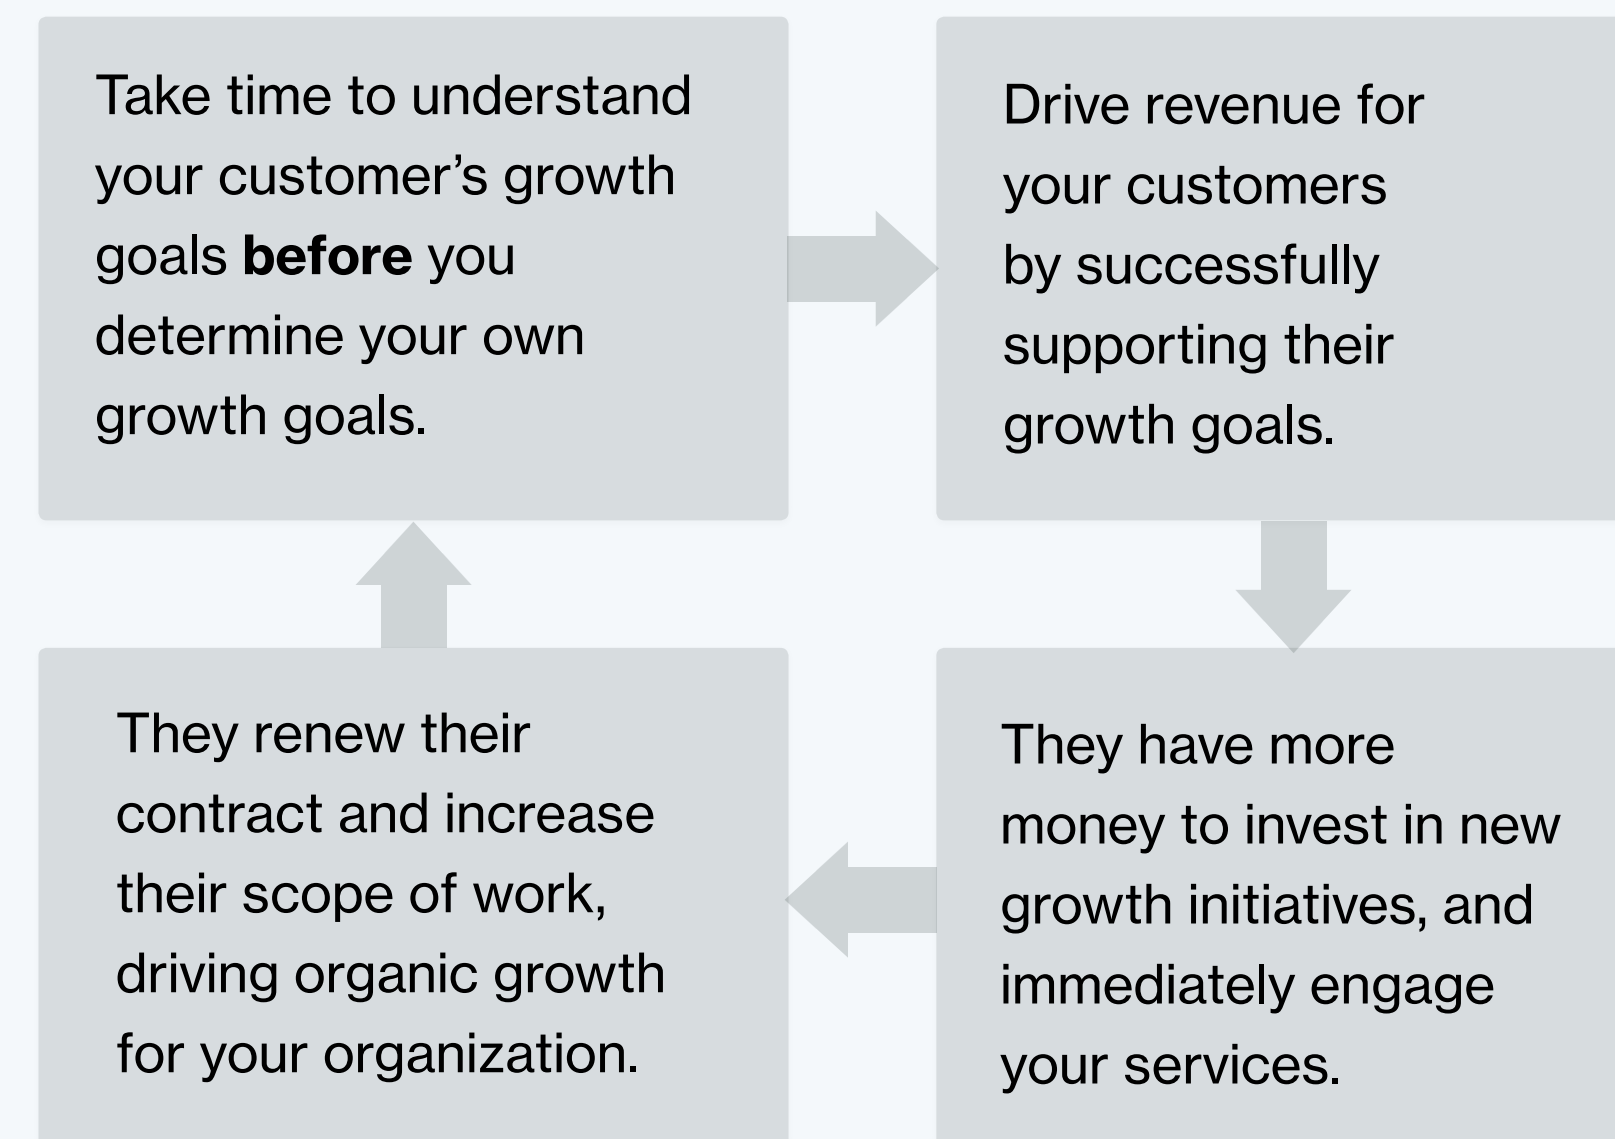 Take time to understand
your customer’s growth
goals before you
determine your own
growth goals.
Drive revenue for
your customers
by successfully
supporting their
growth goals.
They have more
money to invest in new
growth initiatives, and
immediately engage
your services.
They renew their
contract and increase
their scope of work,
driving organic growth
for your organization.